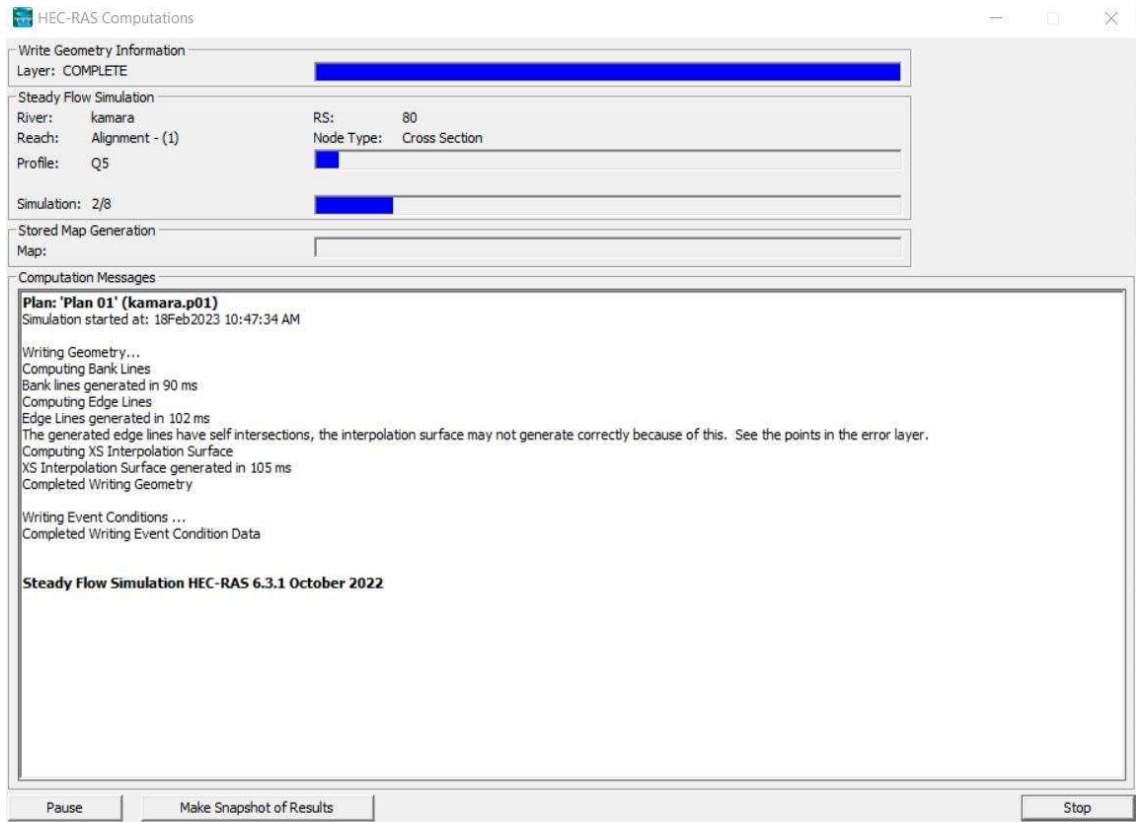 HEC-RAS Computations
Write Geometry Information
Layer: COMPLETE
Steady Flow Simulation
River: kamara RS: 80
Reach: Alignment - (1) Node Type: Cross Section
Profile: Q5
Simulation: 2/8
Stored Map Generation
Map:
Computation Messages
Plan: 'Plan 01' (kamara.p01)
Simulation started at: 18Feb2023 10:47:34 AM
Writing Geometry...
Computing Bank Lines
Bank lines generated in 90 ms
Computing Edge Lines
Edge Lines generated in 102 ms
The generated edge lines have self intersections, the interpolation surface may not generate correctly because of this. See the points in the error layer.
Computing XS Interpolation Surface
XS Interpolation Surface generated in 105 ms
Completed Writing Geometry
Writing Event Conditions ...
Completed Writing Event Condition Data
Steady Flow Simulation HEC-RAS 6.3.1 October 2022
Pause Make Snapshot of Results Stop